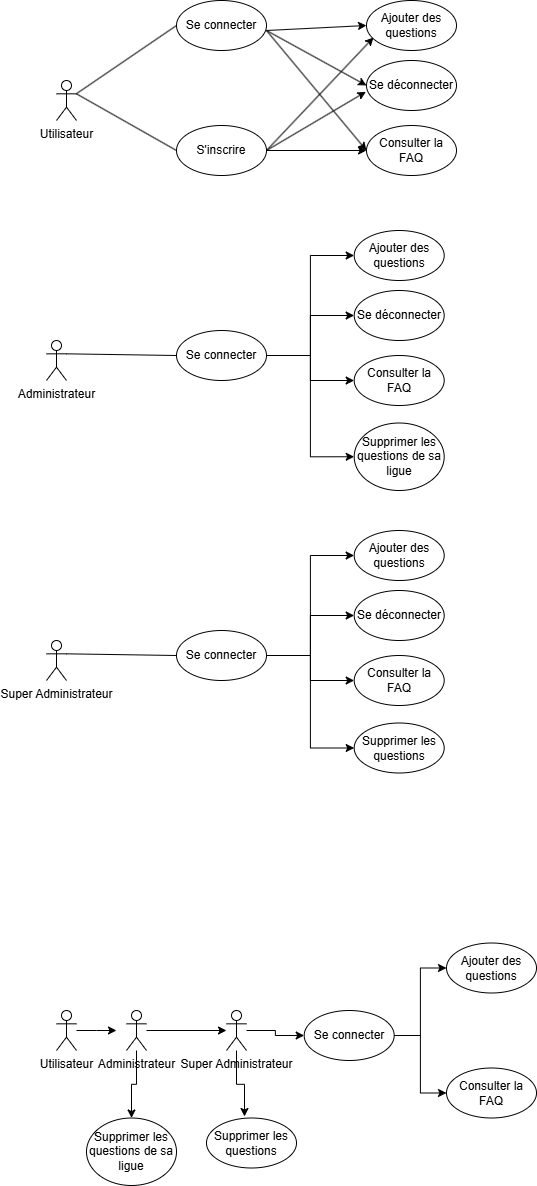 Se connecter
Ajouter des
questions
Se déconnecter
Utilisateur
S'inscrire
Consulter la
FAQ
Ajouter des
questions
Se déconnecter
Se connecter
Administrateur
Consulter la
FAQ
Supprimer les
questions de sa
ligue
Ajouter des
questions
Se déconnecter
Se connecter
Super Administrateur
Consulter la
FAQ
Supprimer les
questions
Ajouter des
questions
Se connecter
Utilisateur
Administrateur
Super Administrateur
Consulter la
FAQ
Supprimer les
questions de sa
ligue
Supprimer les
questions